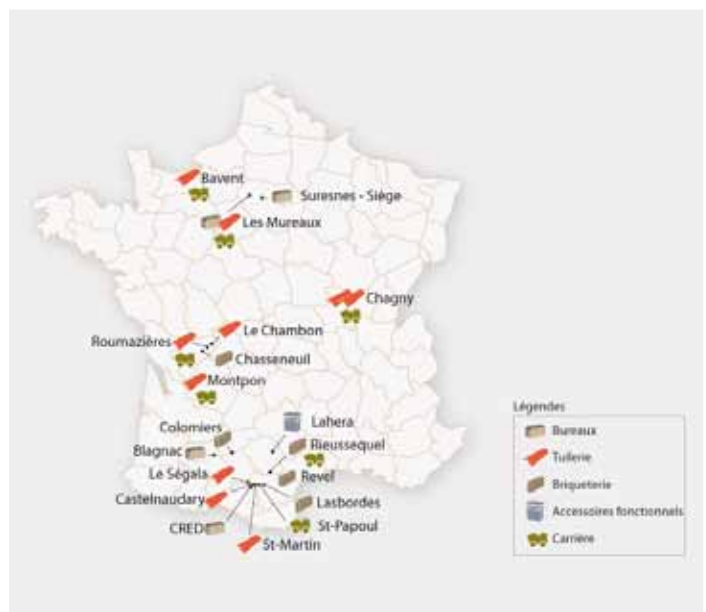 Bavent
Suresnes - Siège
Les Mureaux
Chagny
Le Chambon
Roumazières
Chasseneuil
Montpon
Colomiers
Lahera
Blagnac
Rieussequel
Le Ségala
Revel
Castelnaudary
Lasbordes
CRED
St-Papoul
St-Martin
Légendes
Bureaux
Tuilerie
Briqueterie
Accessoires fonctionnels
Carrière